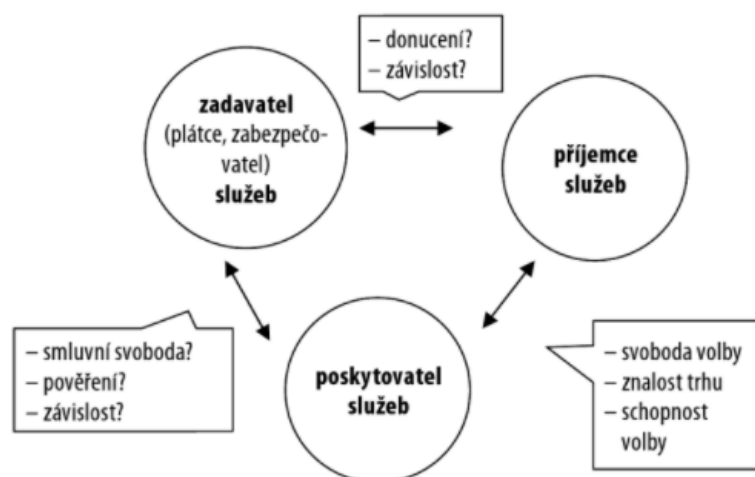 – donucení?
– závislost?
zadavatel
(plátce, zabezpečo-
vatel)
služeb
příjemce
služeb
– smluvní svoboda?
– pověření?
– závislost?
poskytovatel
služeb
– svoboda volby
– znalost trhu
– schopnost
volby